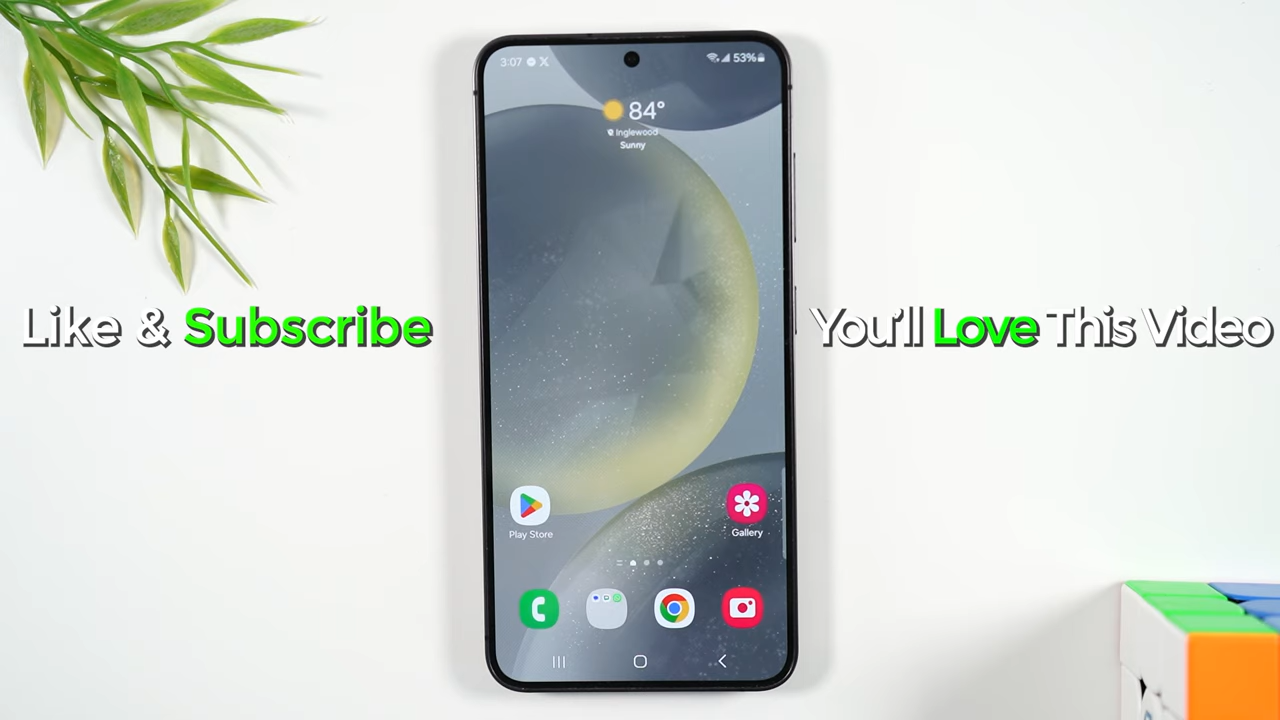 3:07
53%
84°
Inglewood
Sunny
Like & Subscribe
You'll Love This Video
Play Store
Gallery